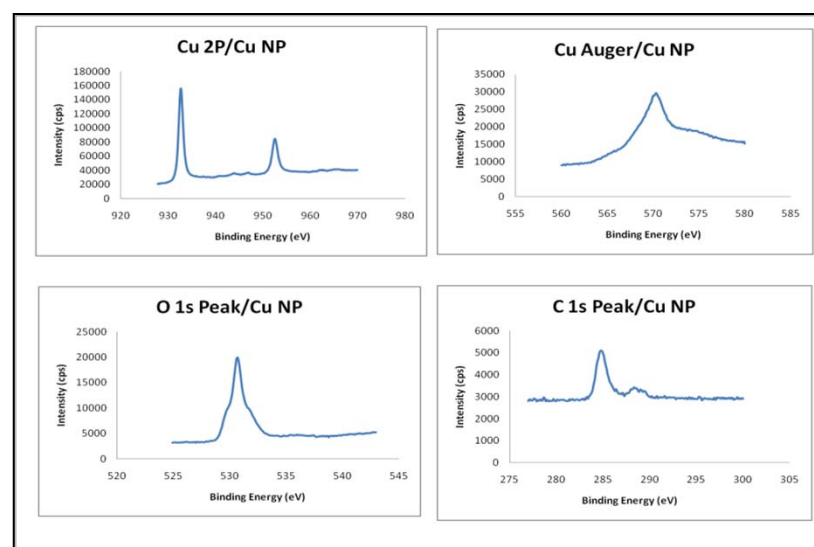 Cu 2P/Cu NP
180000
160000
140000
120000
100000
80000
60000
40000
20000
0
Intensity (cps)
920 930 940 950 960 970 980
Binding Energy (eV)
Cu Auger/Cu NP
35000
30000
25000
20000
15000
10000
5000
0
Intensity (cps)
555 560 565 570 575 580 585
Binding Energy (eV)
O 1s Peak/Cu NP
25000
20000
15000
10000
5000
0
Intensity (cps)
520 525 530 535 540 545
Binding Energy (eV)
C 1s Peak/Cu NP
6000
5000
4000
3000
2000
1000
0
Intensity (cps)
275 280 285 290 295 300 305
Binding Energy (eV)